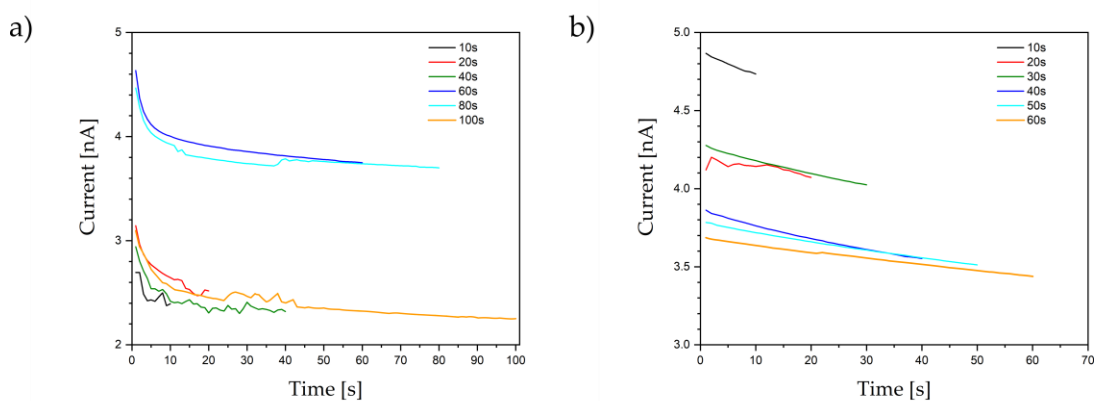 a)
Current [nA]
5
4
3
2
10s
20s
40s
60s
80s
100s
0 10 20 30 40 50 60 70 80 90 100
Time [s]
b)
Current [nA]
5.0
4.5
4.0
3.5
3.0
10s
20s
30s
40s
50s
60s
0 10 20 30 40 50 60 70
Time [s]